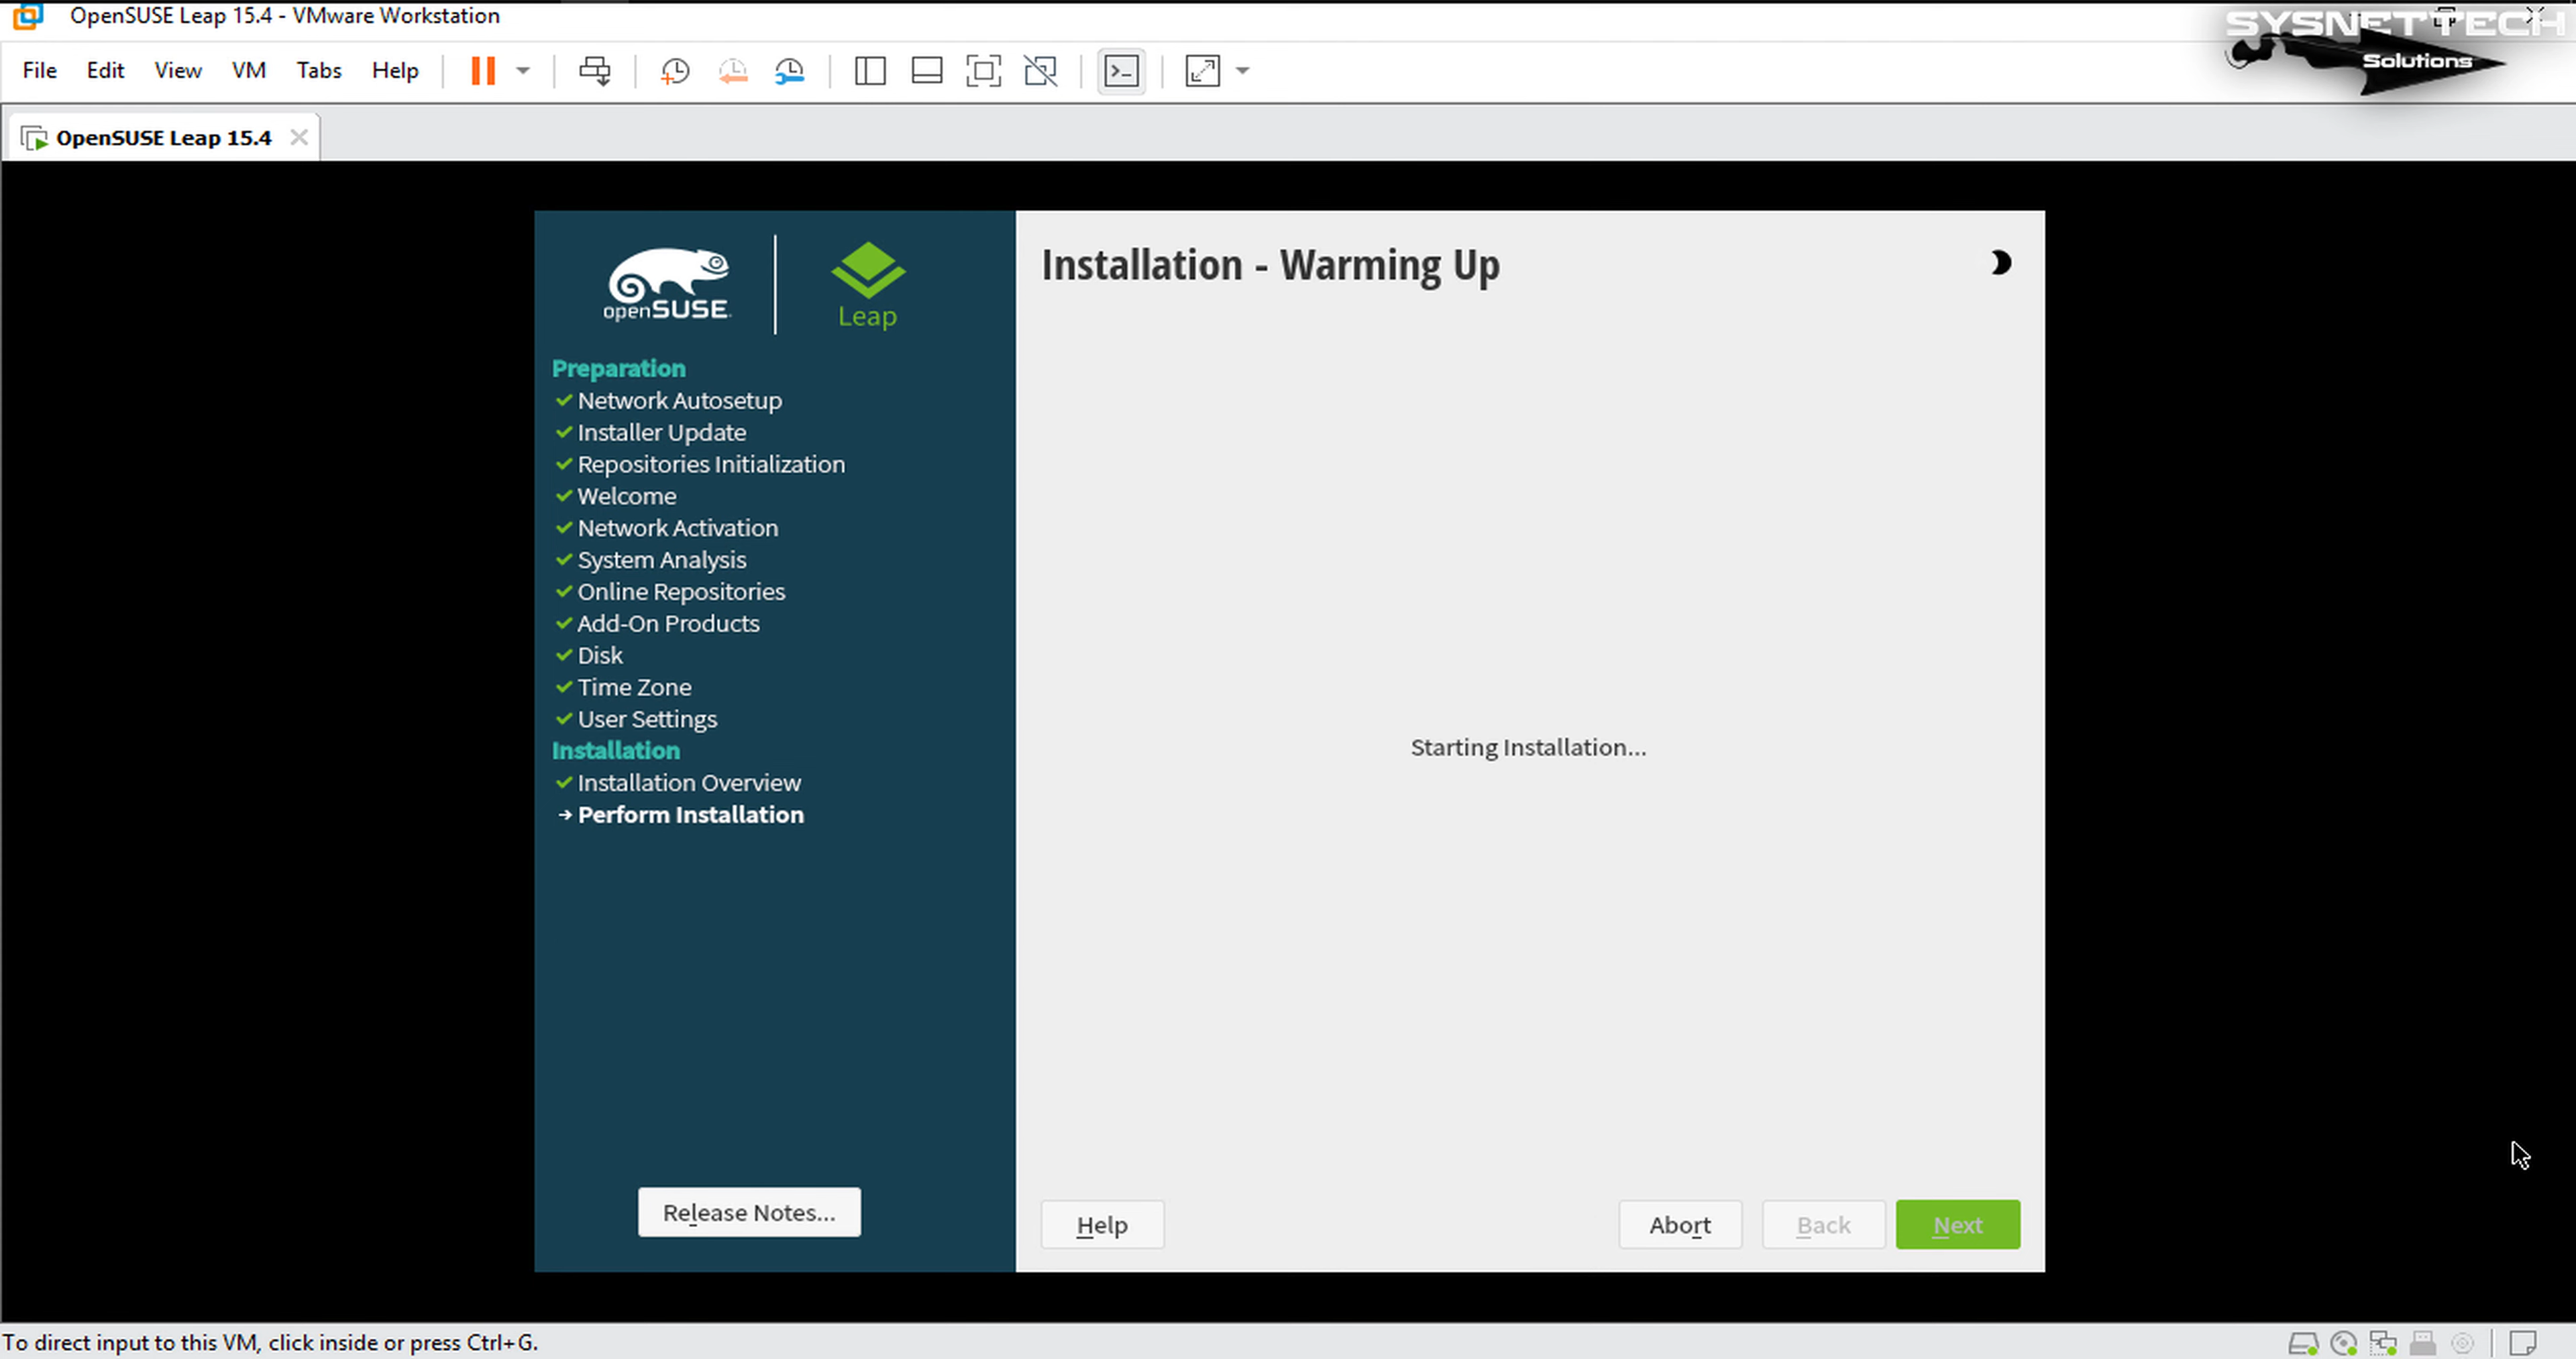 OpenSUSE Leap 15.4 - VMware Workstation
SYSNETTECH
Solutions
File Edit View VM Tabs Help
OpenSUSE Leap 15.4
openSUSE
Leap
Preparation
Network Autosetup
Installer Update
Repositories Initialization
Welcome
Network Activation
System Analysis
Online Repositories
Add-On Products
Disk
Time Zone
User Settings
Installation
Installation Overview
Perform Installation
Release Notes...
Installation - Warming Up
Starting Installation...
Help Abort Back Next
To direct input to this VM, click inside or press Ctrl+G.